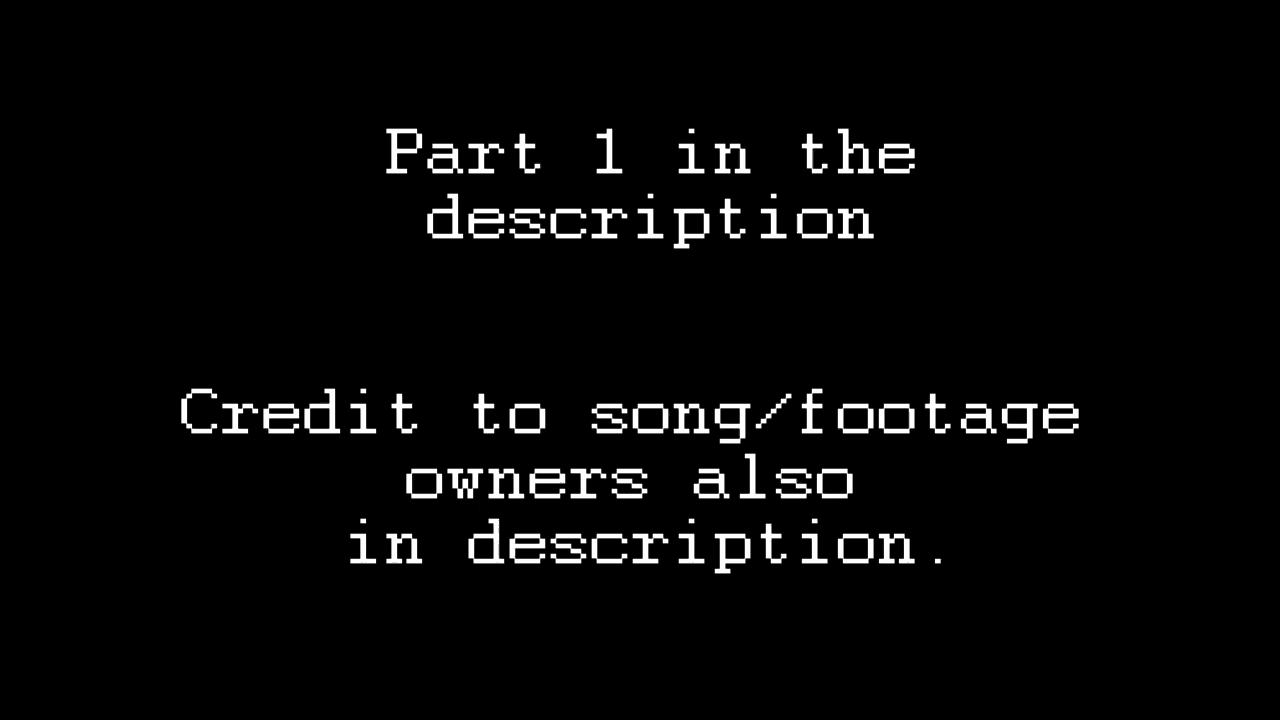 Part 1 in the
description
Credit to song/footage
owners also
in description.